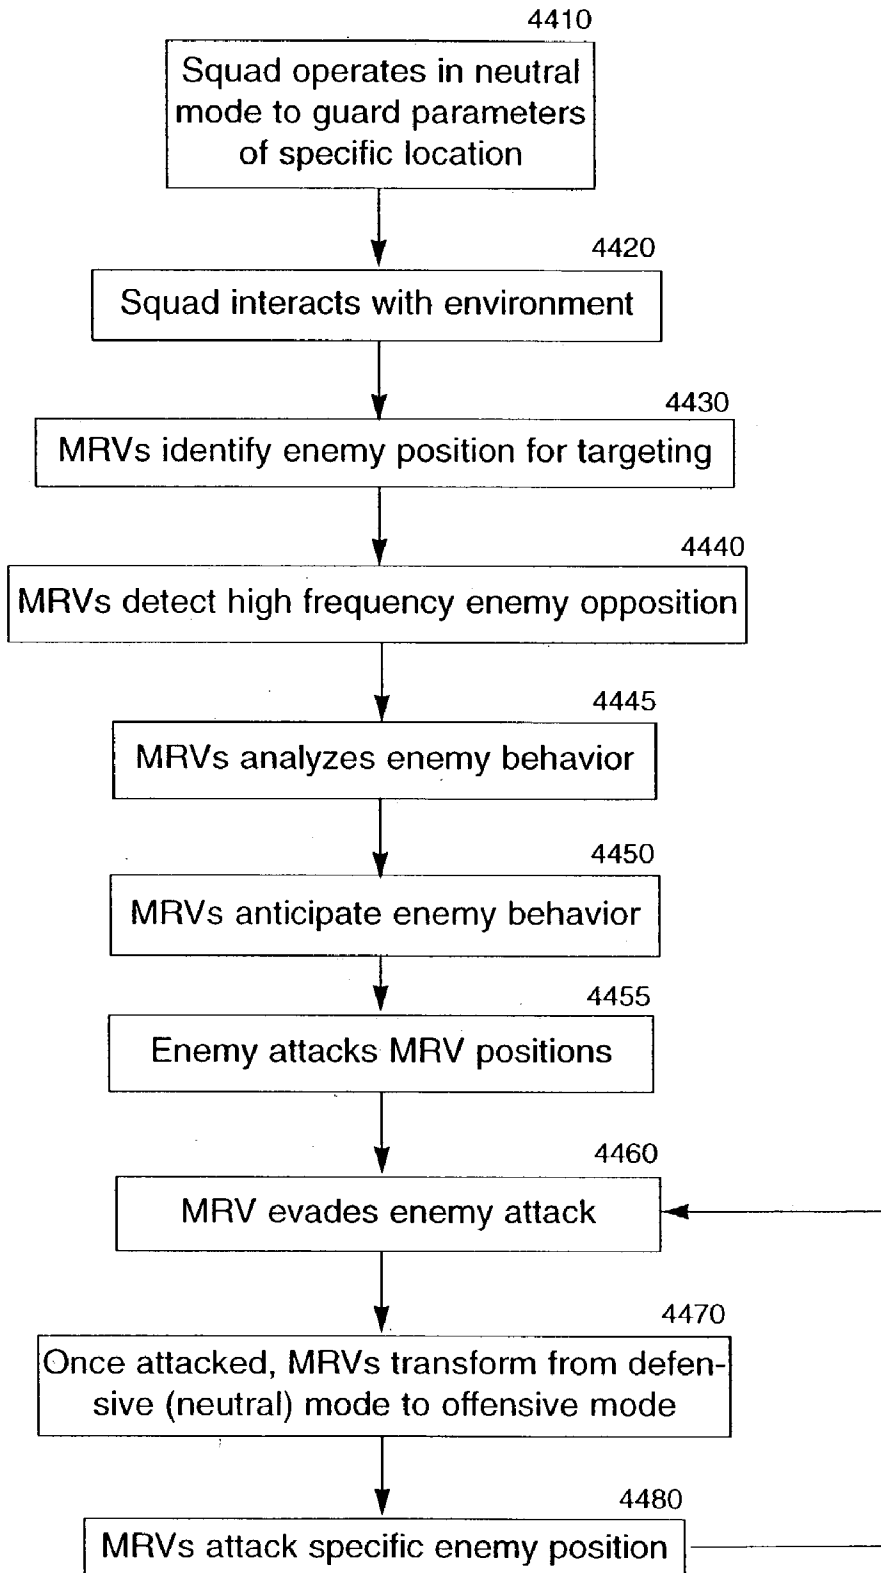 4410
Squad operates in neutral
mode to guard parameters
of specific location
4420
Squad interacts with environment
4430
MRVs identify enemy position for targeting
4440
MRVs detect high frequency enemy opposition
4445
MRVs analyzes enemy behavior
4450
MRVs anticipate enemy behavior
4455
Enemy attacks MRV positions
4460
MRV evades enemy attack
4470
Once attacked, MRVs transform from defen-
sive (neutral) mode to offensive mode
4480
MRVs attack specific enemy position